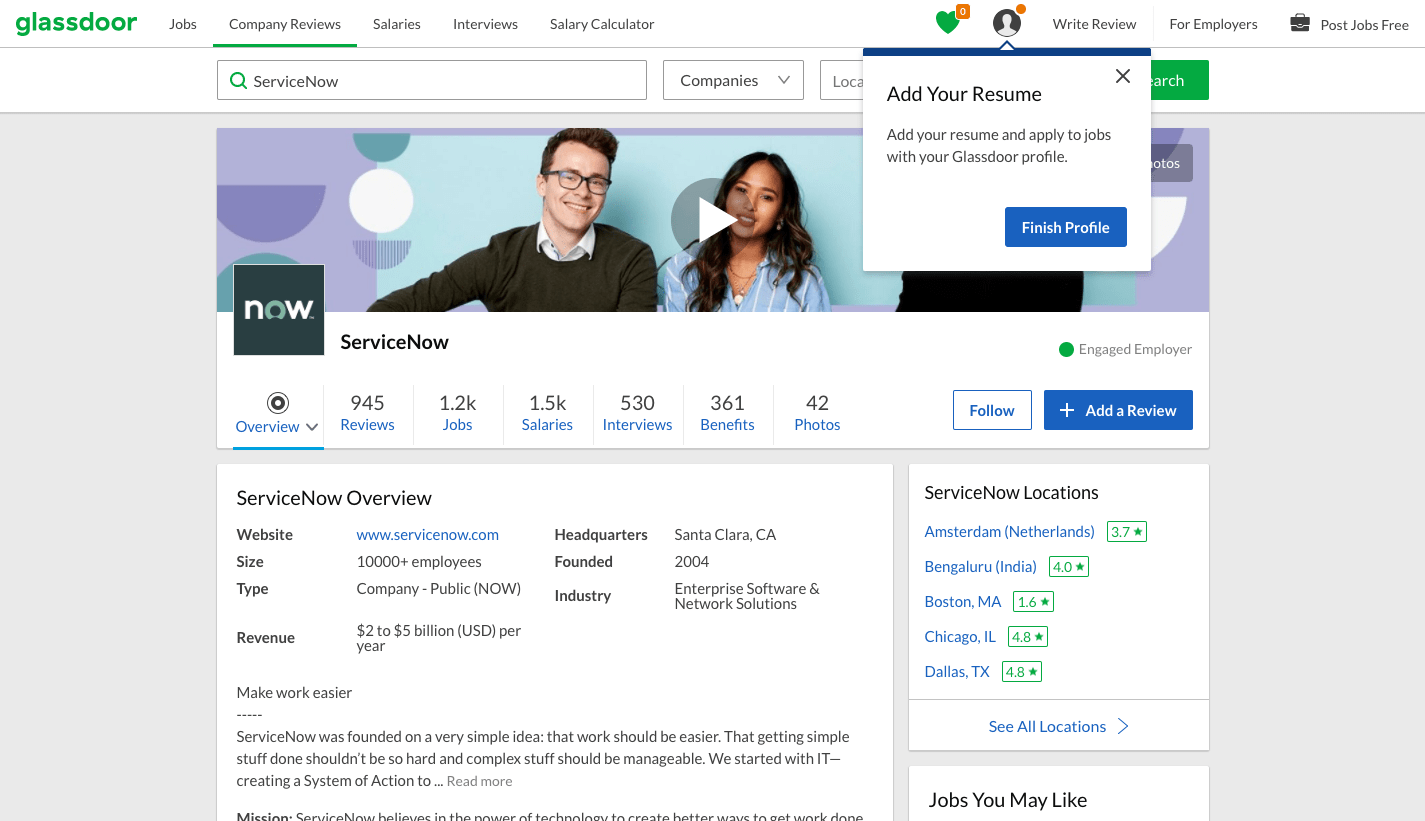 glassdoor
Jobs
Company Reviews
Salaries
Interviews
Salary Calculator
0
Write Review
For Employers
Post Jobs Free
ServiceNow
Companies
Add Your Resume
Add your resume and apply to jobs
with your Glassdoor profile.
Finish Profile
now
ServiceNow
Engaged Employer
Overview
945
Reviews
1.2k
Jobs
1.5k
Salaries
530
Interviews
361
Benefits
42
Photos
Follow
+ Add a Review
ServiceNow Overview
Website www.servicenow.com
Size 10000+ employees
Type Company - Public (NOW)
Revenue $2 to $5 billion (USD) per
year
Headquarters Santa Clara, CA
Founded 2004
Industry Enterprise Software &
Network Solutions
Make work easier
-----
ServiceNow was founded on a very simple idea: that work should be easier. That getting simple
stuff done shouldn't be so hard and complex stuff should be manageable. We started with IT—
creating a System of Action to ... Read more
Mission: ServiceNow believes in the power of technology to create better ways to get work done
ServiceNow Locations
Amsterdam (Netherlands) 3.7 ★
Bengaluru (India) 4.0 ★
Boston, MA 1.6 ★
Chicago, IL 4.8 ★
Dallas, TX 4.8 ★
See All Locations
Jobs You May Like